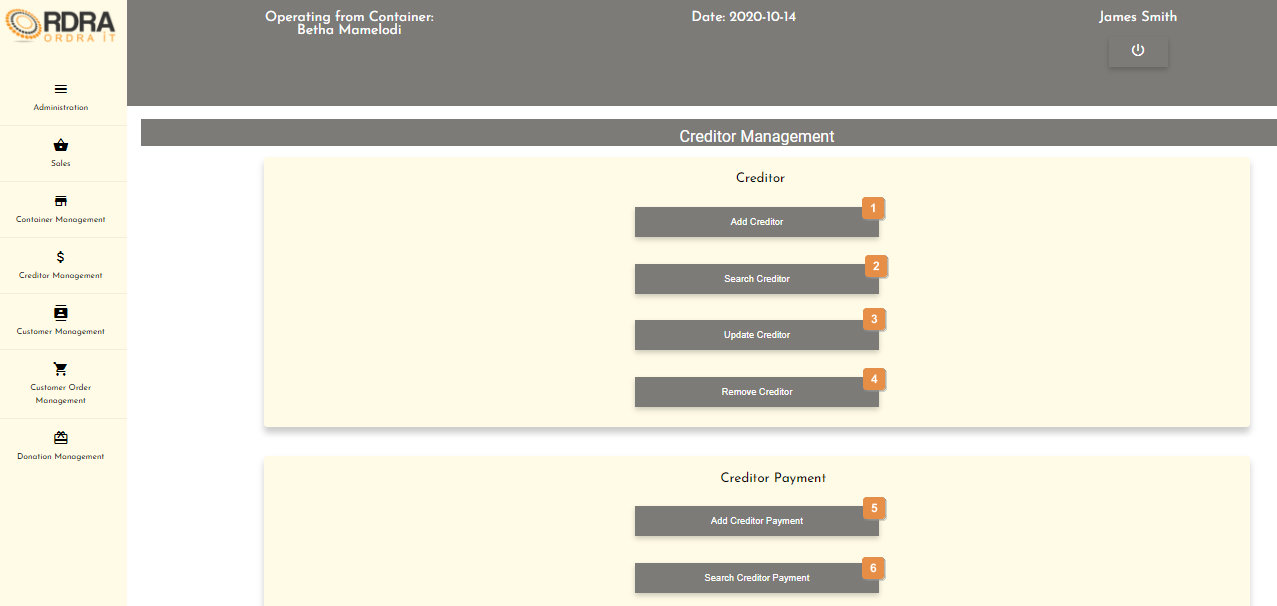 RDRA
ORDRA IT
Operating from Container:
Betha Mamelodi
Date: 2020-10-14
James Smith
Administration
Sales
Container Management
Creditor Management
Customer Management
Customer Order
Management
Donation Management
Creditor Management
Creditor
1
Add Creditor
2
Search Creditor
3
Update Creditor
4
Remove Creditor
Creditor Payment
5
Add Creditor Payment
6
Search Creditor Payment